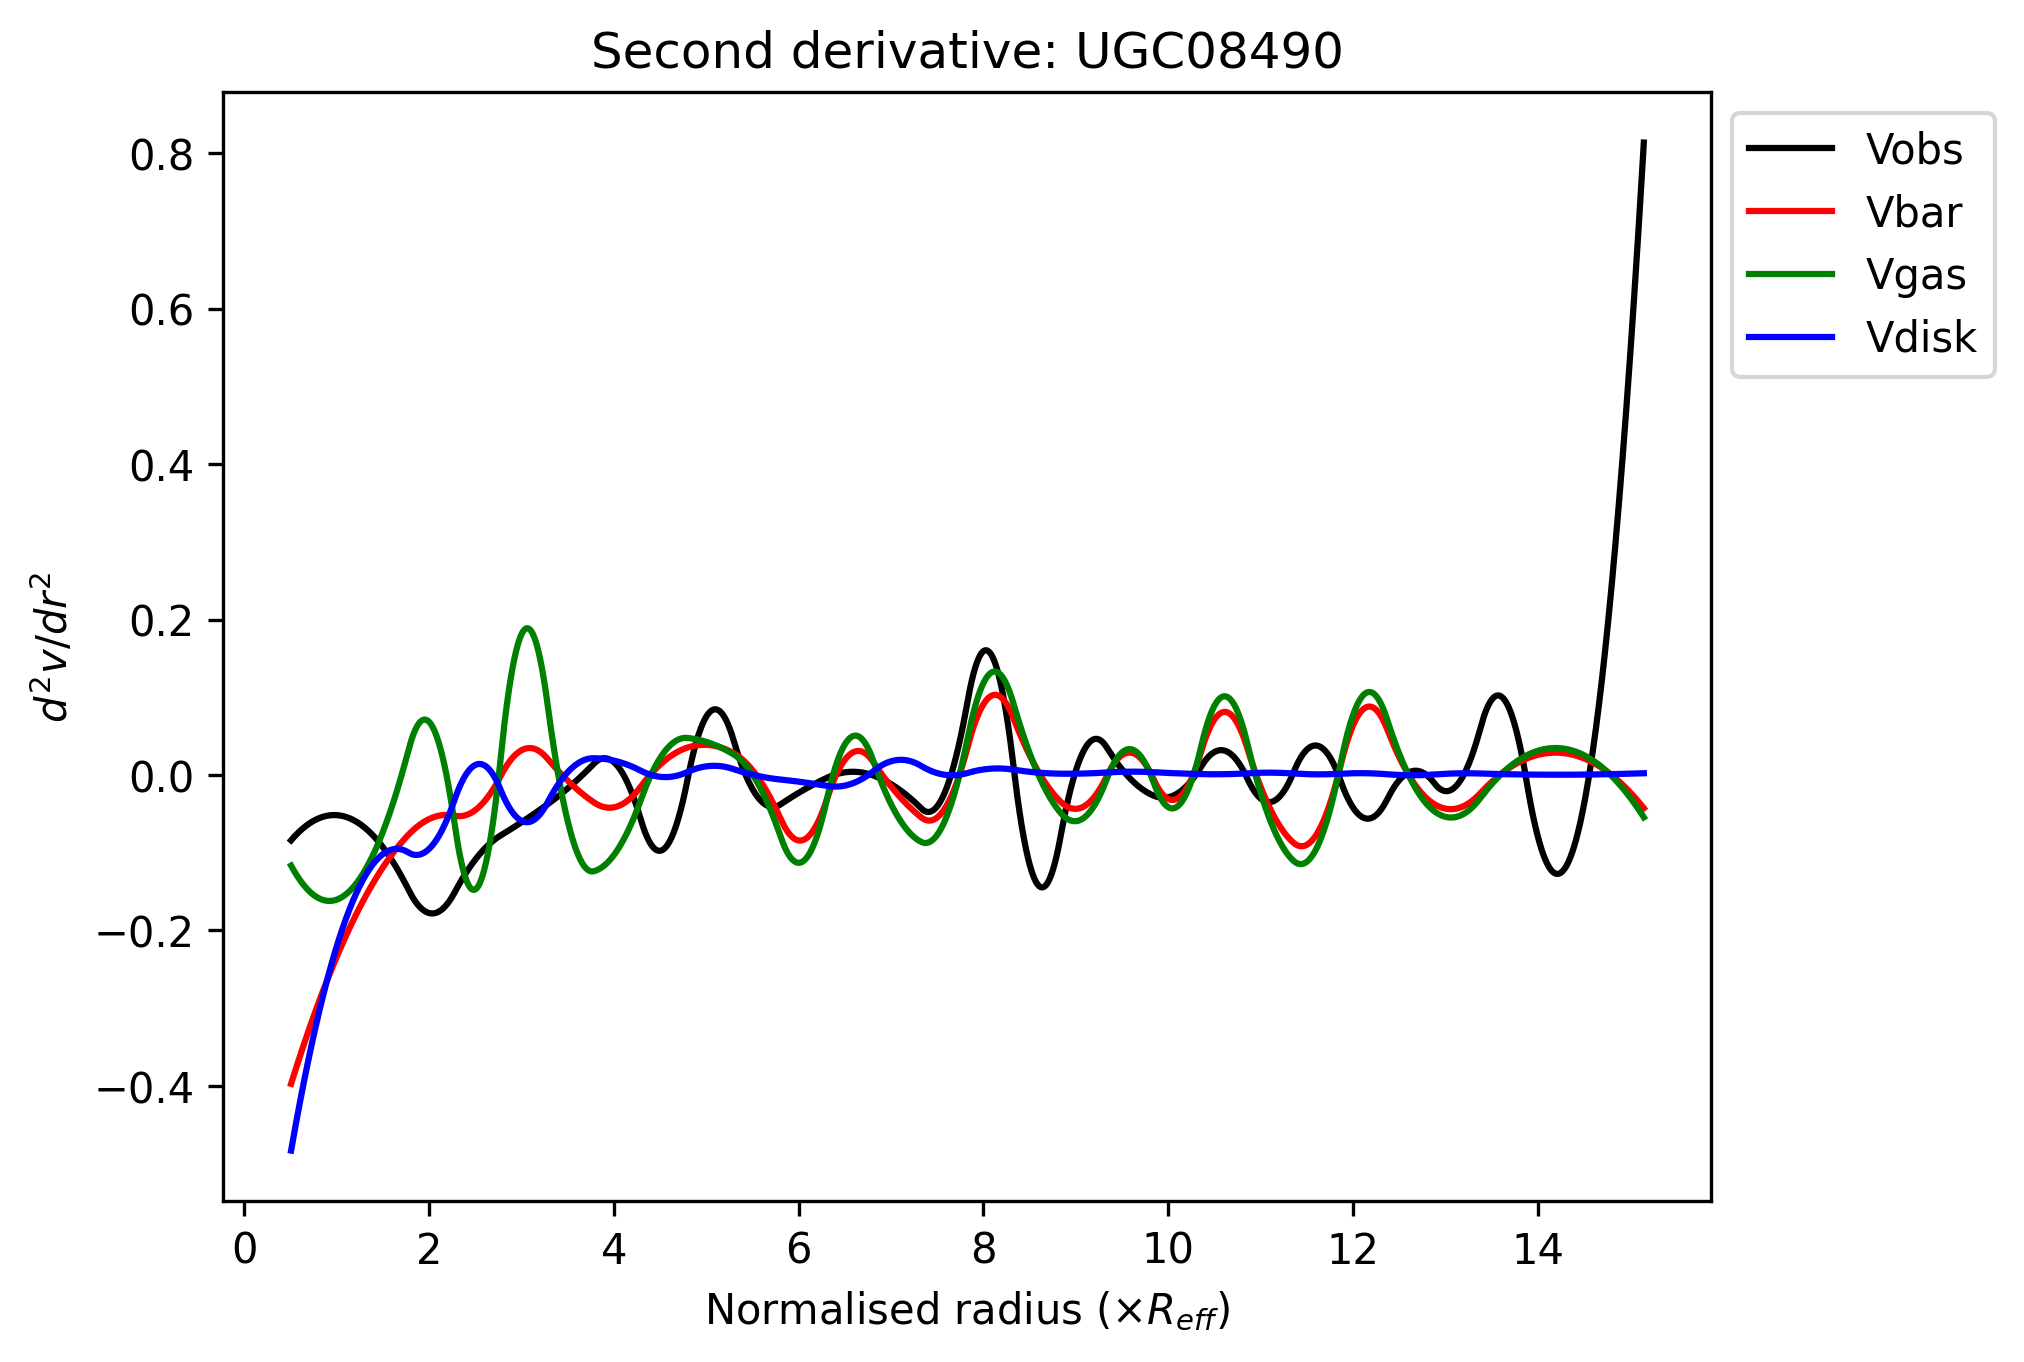 Second derivative: UGC08490
0.8
0.6
0.4
0.2
0.0
−0.2
−0.4
d²v/dr²
0 2 4 6 8 10 12 14
Normalised radius (×R_eff)
Vobs
Vbar
Vgas
Vdisk